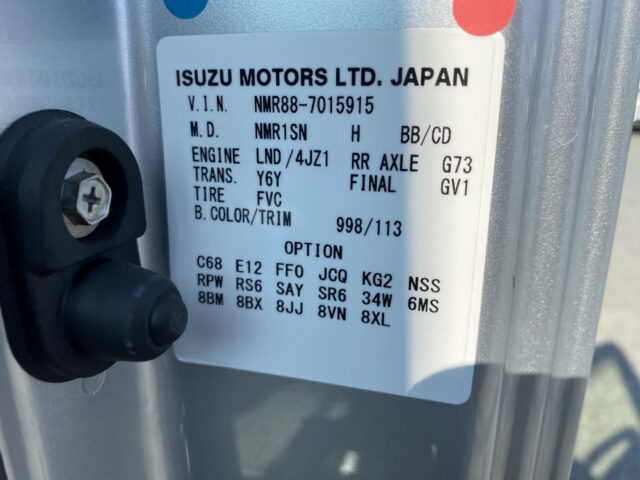 ISUZU MOTORS LTD. JAPAN
V.I.N. NMR88-7015915
M.D. NMR1SN H BB/CD
ENGINE LND/4JZ1 RR AXLE G73
TRANS. Y6Y FINAL GV1
TIRE FVC
B.COLOR/TRIM 998/113
OPTION
C68 E12 FF0 JCQ KG2 NSS
RPW RS6 SAY SR6 34W 6MS
8BM 8BX 8JJ 8VN 8XL